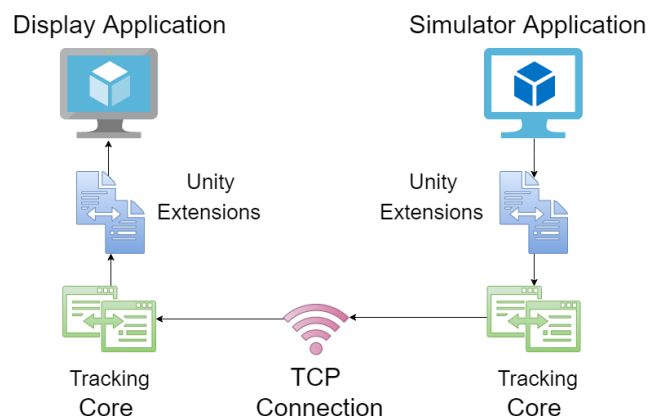 Display Application
Simulator Application
Unity
Extensions
Unity
Extensions
Tracking
Core
TCP
Connection
Tracking
Core